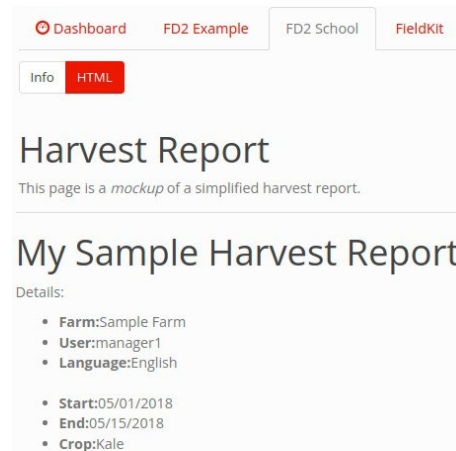 Dashboard FD2 Example FD2 School FieldKit
Info HTML
Harvest Report
This page is a mockup of a simplified harvest report.
My Sample Harvest Report
Details:
Farm:Sample Farm
User:manager1
Language:English
Start:05/01/2018
End:05/15/2018
Crop:Kale